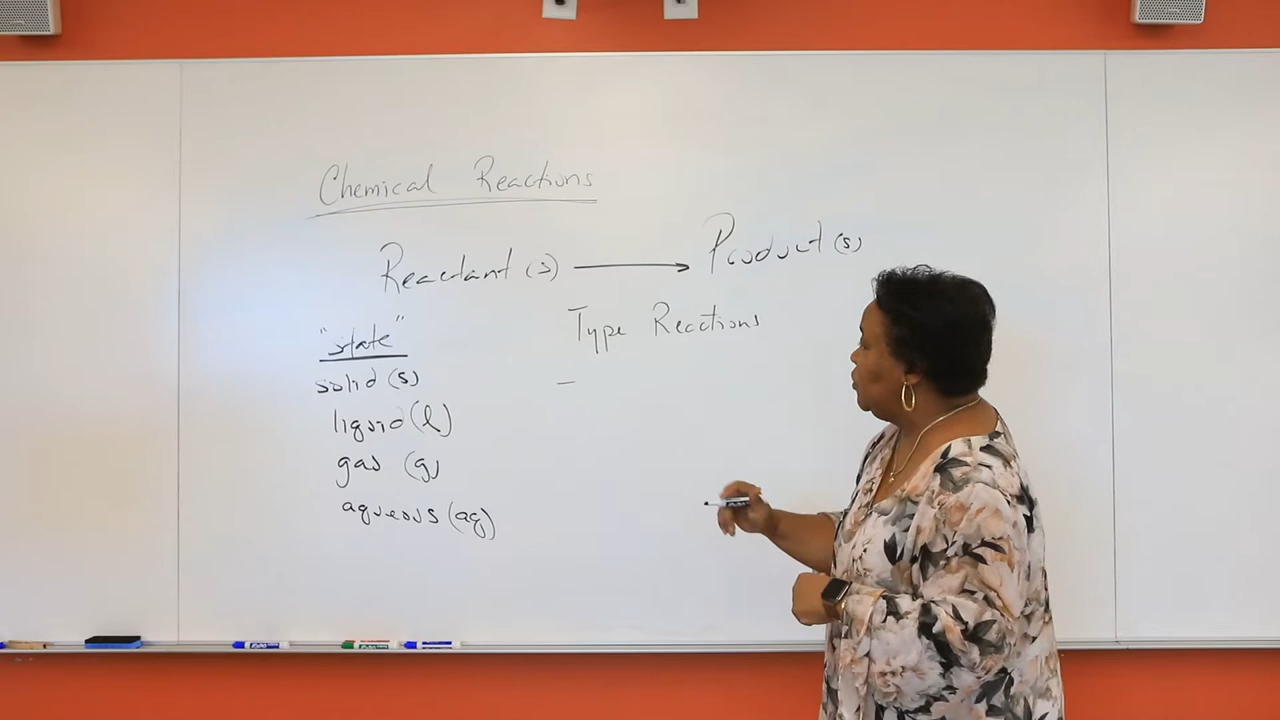 Chemical Reactions
Reactant(s) ⟶ Product(s)
"state"
solid (s)
liquid (l)
gas (g)
aqueous (aq)
Type Reactions
–